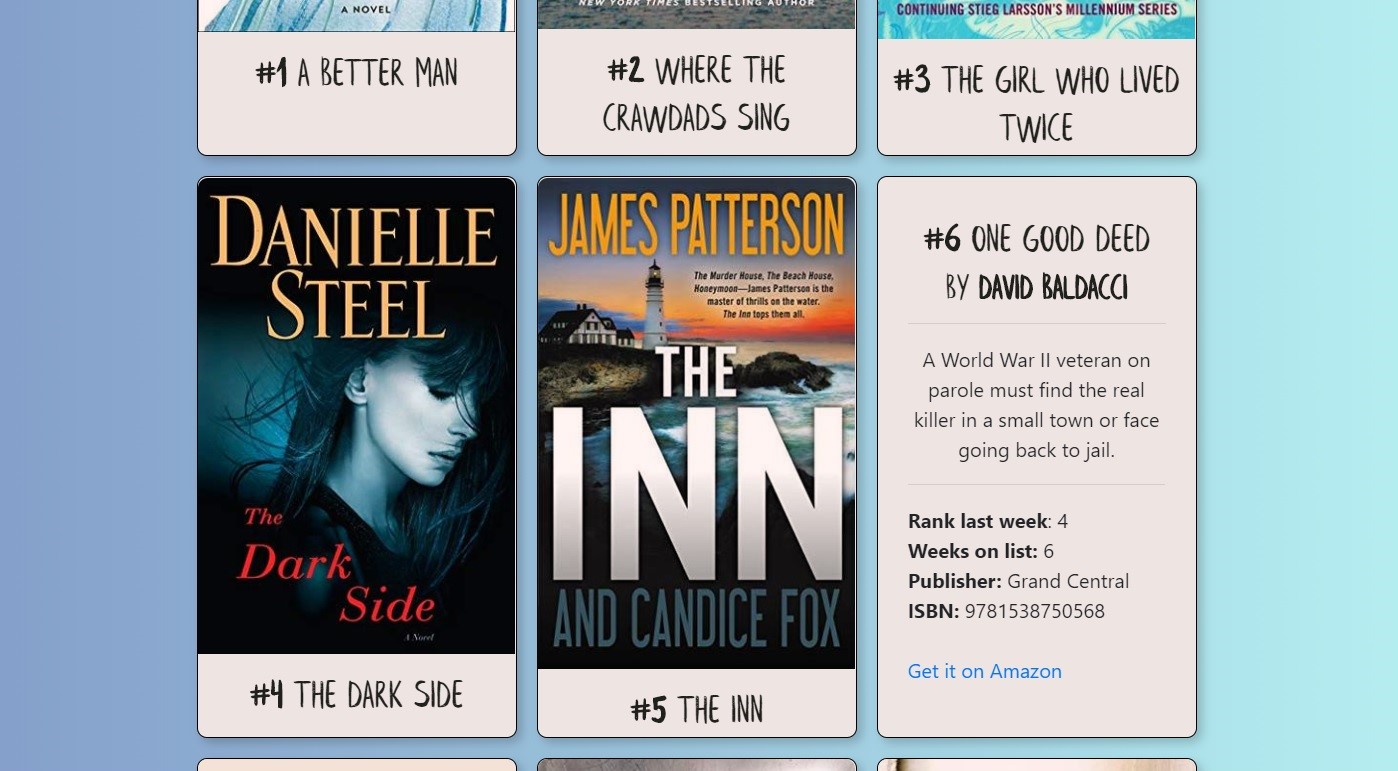 A NOVEL
NEW YORK TIMES BESTSELLING AUTHOR
CONTINUING STIEG LARSSON'S MILLENNIUM SERIES
#1 A BETTER MAN
#2 WHERE THE
CRAWDADS SING
#3 THE GIRL WHO LIVED
TWICE
DANIELLE
STEEL
The
Dark
Side
A Novel
#4 THE DARK SIDE
JAMES PATTERSON
The Murder House, The Beach House,
Honeymoon—James Patterson is the
master of thrills on the water.
The Inn tops them all.
THE
INN
AND CANDICE FOX
#5 THE INN
#6 ONE GOOD DEED
BY DAVID BALDACCI
A World War II veteran on
parole must find the real
killer in a small town or face
going back to jail.
Rank last week: 4
Weeks on list: 6
Publisher: Grand Central
ISBN: 9781538750568
Get it on Amazon